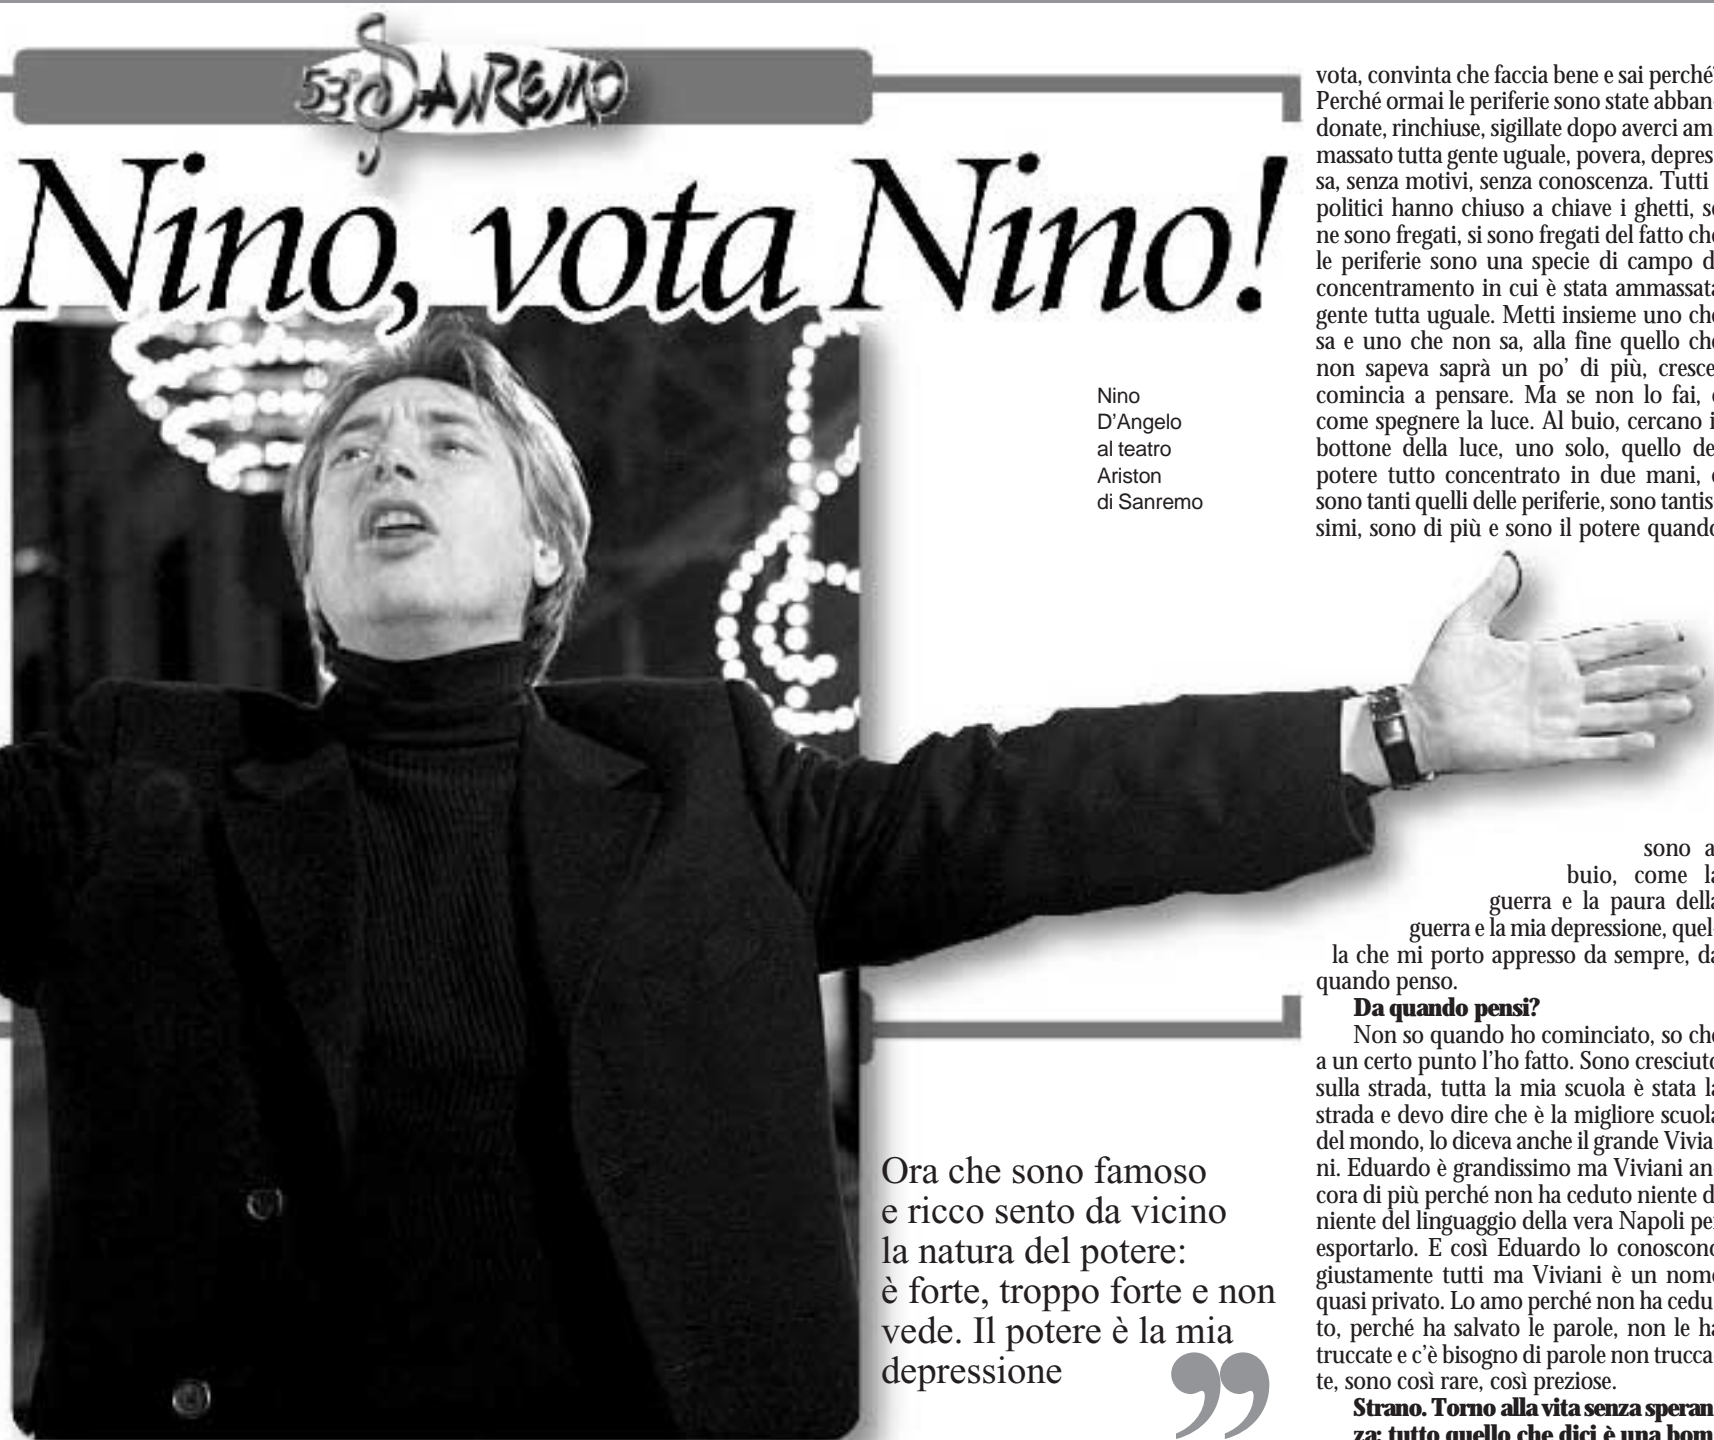 53° SANREMO
Nino, vota Nino!
Nino
D'Angelo
al teatro
Ariston
di Sanremo
Ora che sono famoso
e ricco sento da vicino
la natura del potere:
è forte, troppo forte e non
vede. Il potere è la mia
depressione
”
vota, convinta che faccia bene e sai perché?
Perché ormai le periferie sono state abban-
donate, rinchiuse, sigillate dopo averci am-
massato tutta gente uguale, povera, depres-
sa, senza motivi, senza conoscenza. Tutti
politici hanno chiuso a chiave i ghetti, se
ne sono fregati, si sono fregati del fatto che
le periferie sono una specie di campo di
concentramento in cui è stata ammassata
gente tutta uguale. Metti insieme uno che
sa e uno che non sa, alla fine quello che
non sapeva saprà un po' di più, cresce,
comincia a pensare. Ma se non lo fai, è
come spegnere la luce. Al buio, cercano il
bottone della luce, uno solo, quello del
potere tutto concentrato in due mani, e
sono tanti quelli delle periferie, sono tantis-
simi, sono di più e sono il potere quando
sono al
buio, come la
guerra e la paura della
guerra e la mia depressione, quel-
la che mi porto appresso da sempre, da
quando penso.
Da quando pensi?
Non so quando ho cominciato, so che
a un certo punto l'ho fatto. Sono cresciuto
sulla strada, tutta la mia scuola è stata la
strada e devo dire che è la migliore scuola
del mondo, lo diceva anche il grande Vivia-
ni. Eduardo è grandissimo ma Viviani an-
cora di più perché non ha ceduto niente di
niente del linguaggio della vera Napoli per
esportarlo. E così Eduardo lo conoscono
giustamente tutti ma Viviani è un nome
quasi privato. Lo amo perché non ha cedu-
to, perché ha salvato le parole, non le ha
truccate e c'è bisogno di parole non trucca-
te, sono così rare, così preziose.
Strano. Torno alla vita senza speran-
za: tutto quello che dici è una bom-